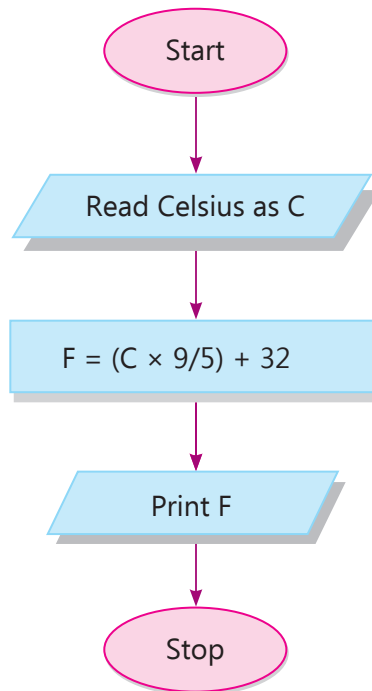 Start
Read Celsius as C
F = (C × 9/5) + 32
Print F
Stop